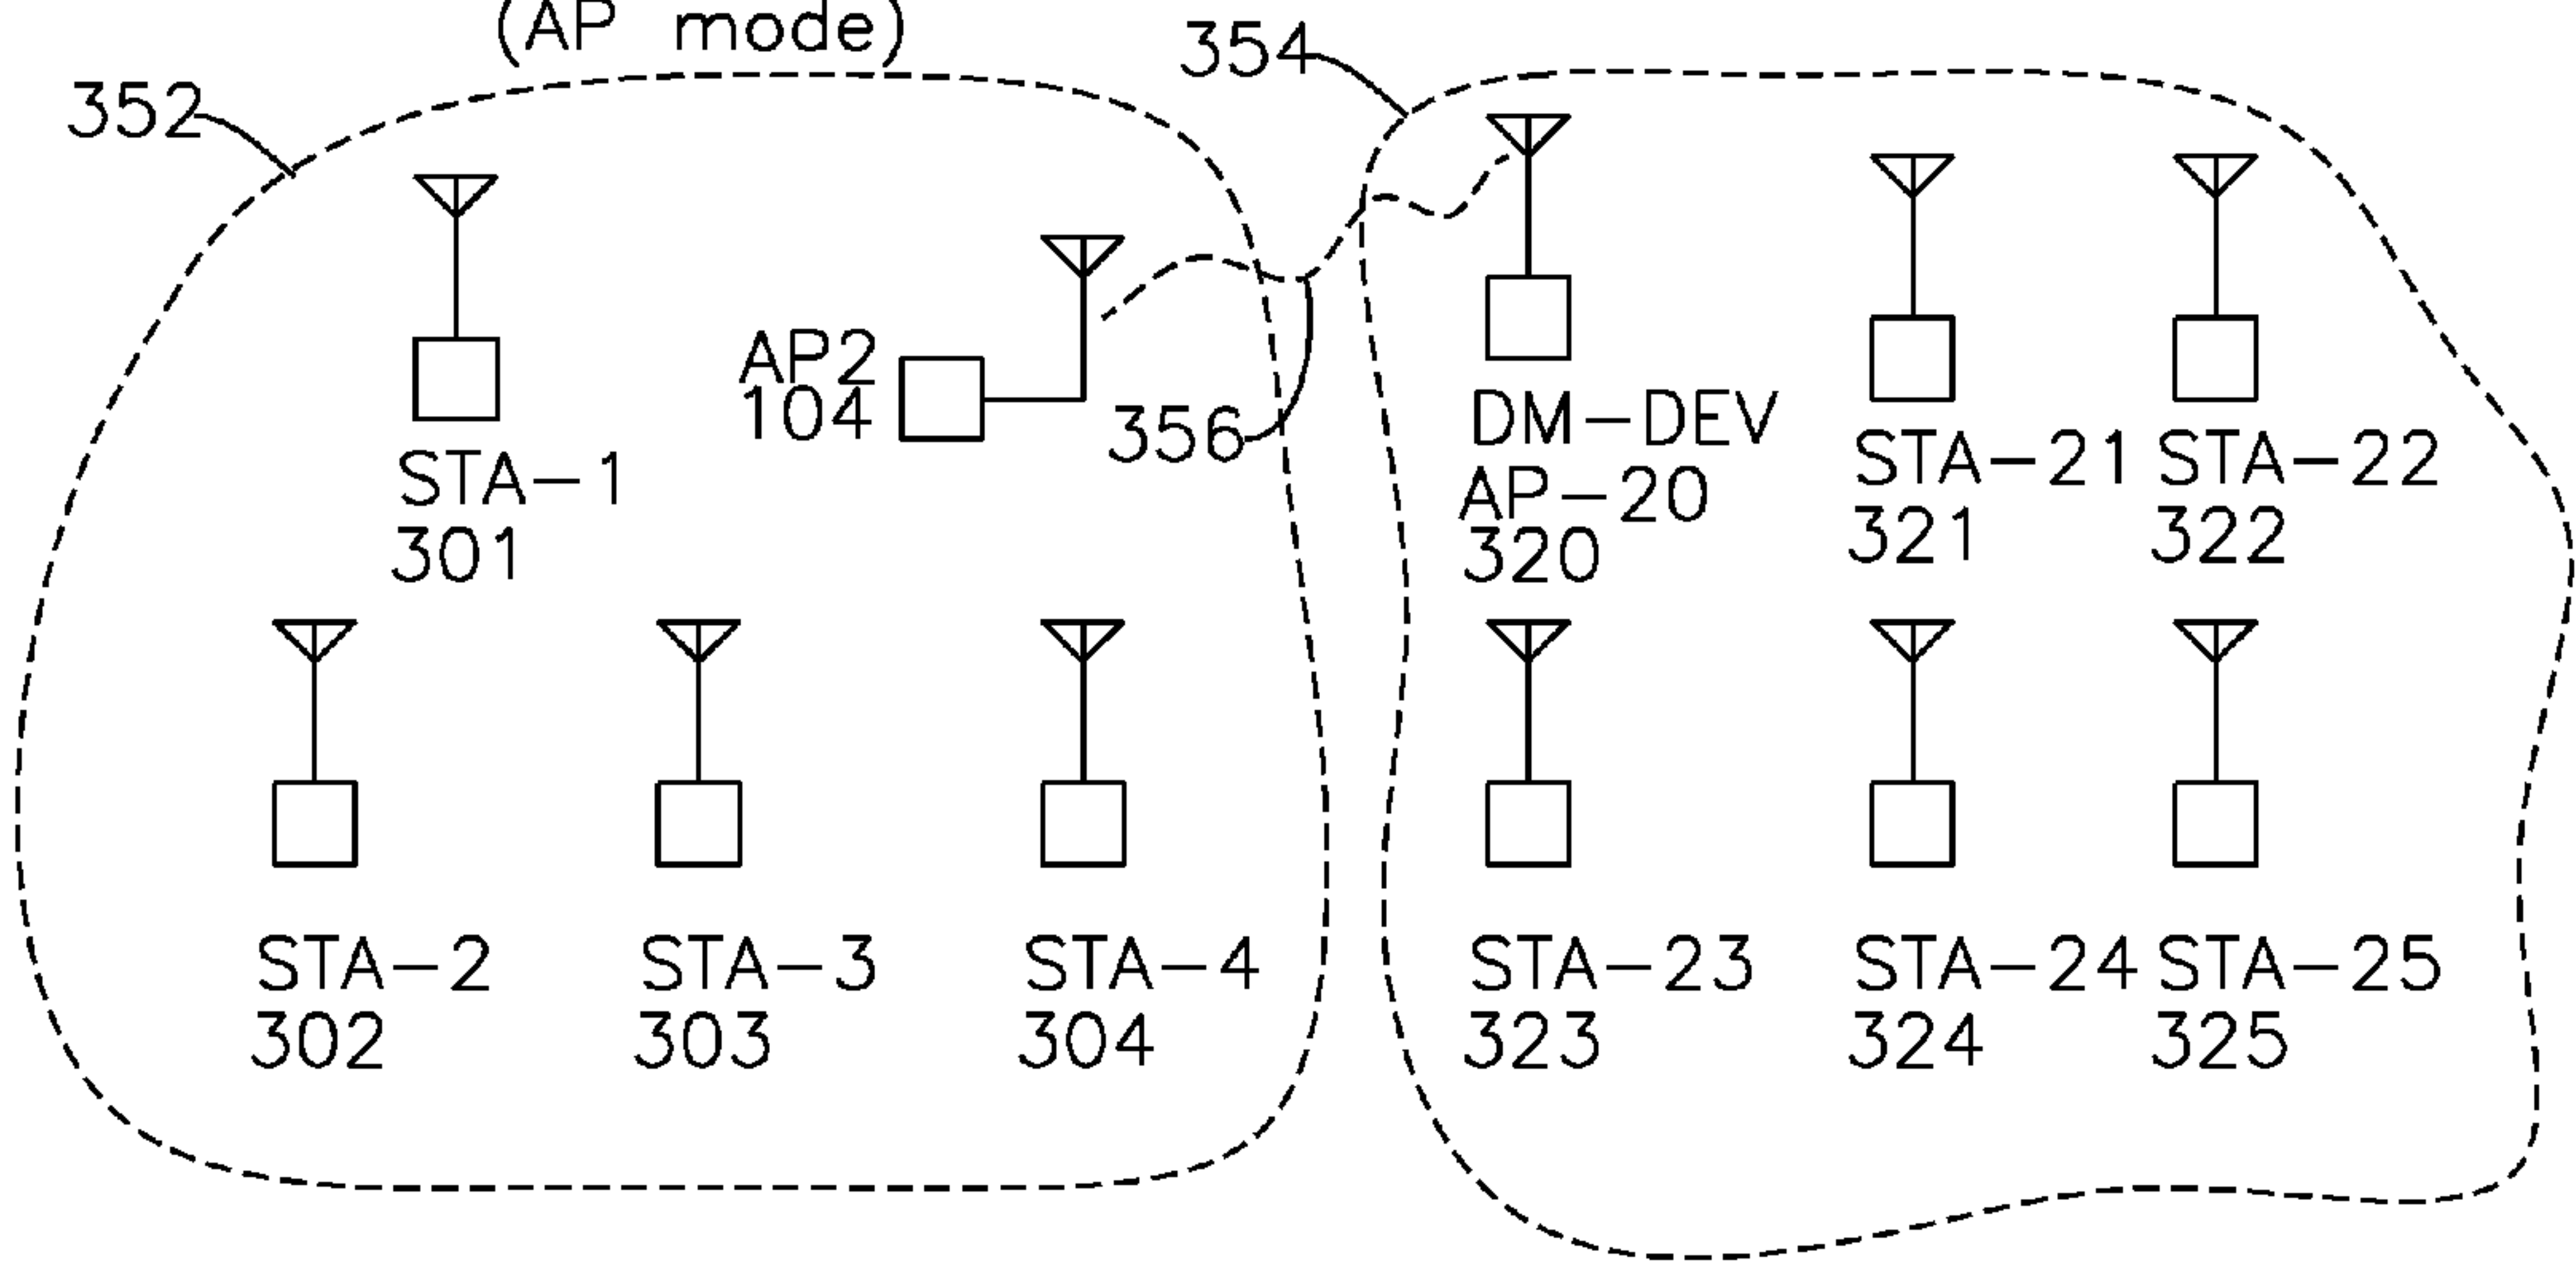 (AP mode)
354
352
AP2
104
356
STA-1
301
DM-DEV
AP-20
320
STA-21
321
STA-22
322
STA-2
302
STA-3
303
STA-4
304
STA-23
323
STA-24
324
STA-25
325